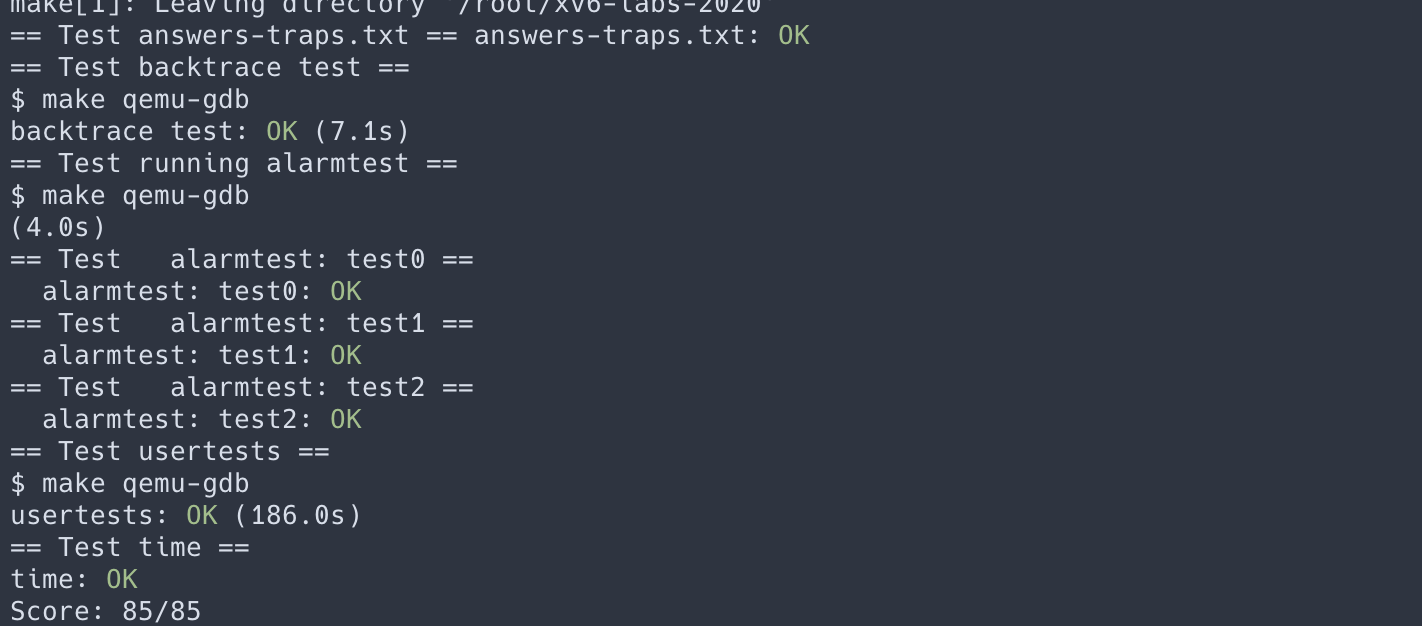 make[1]: Leaving directory '/root/xv6-labs-2020'
== Test answers-traps.txt == answers-traps.txt: OK
== Test backtrace test ==
$ make qemu-gdb
backtrace test: OK (7.1s)
== Test running alarmtest ==
$ make qemu-gdb
(4.0s)
== Test   alarmtest: test0 ==
  alarmtest: test0: OK
== Test   alarmtest: test1 ==
  alarmtest: test1: OK
== Test   alarmtest: test2 ==
  alarmtest: test2: OK
== Test usertests ==
$ make qemu-gdb
usertests: OK (186.0s)
== Test time ==
time: OK
Score: 85/85